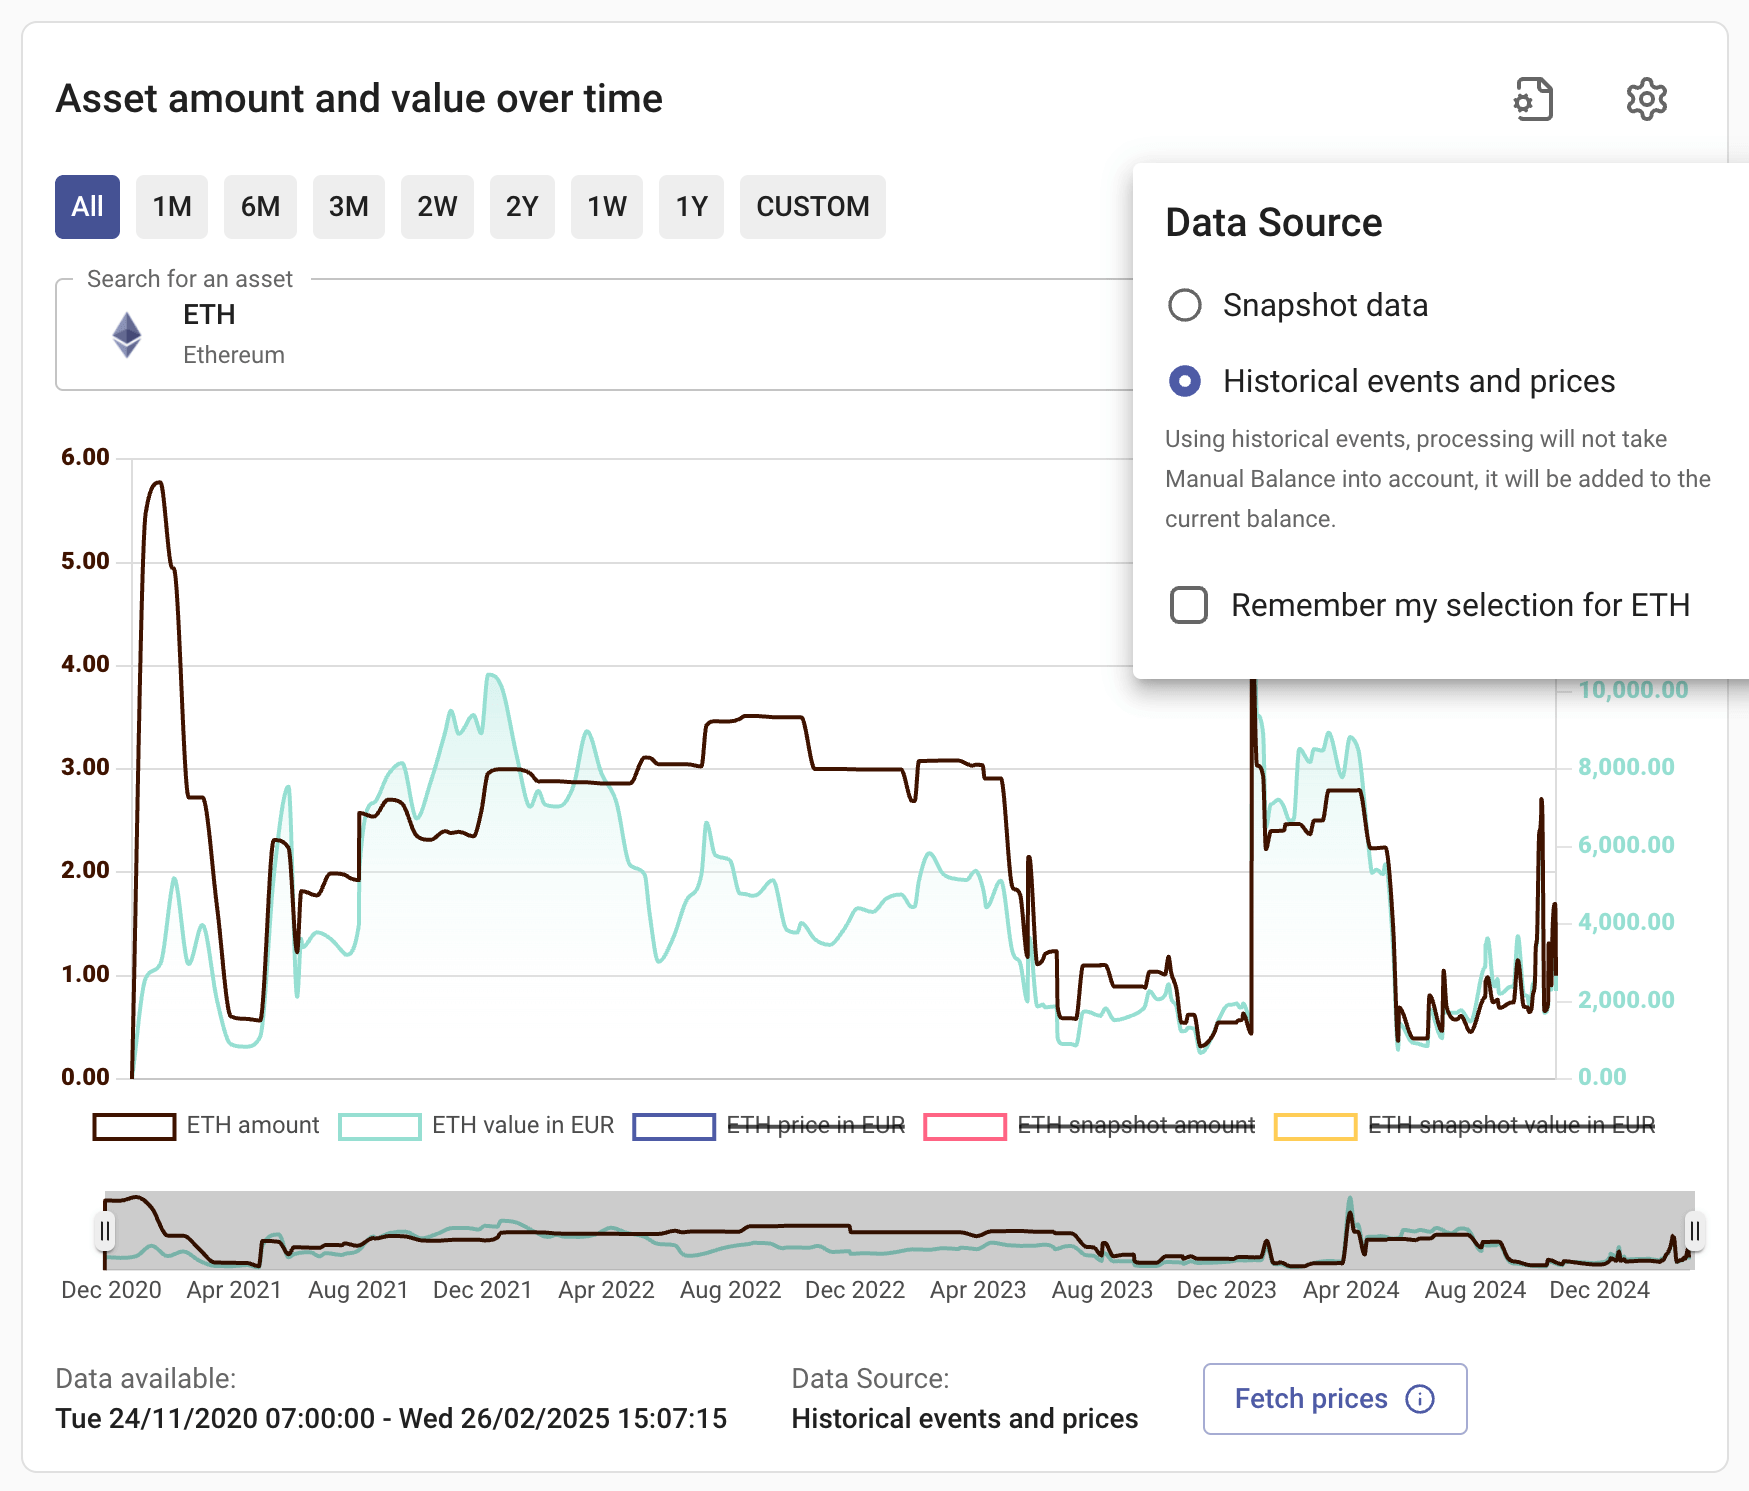 Asset amount and value over time
All 1M 6M 3M 2W 2Y 1W 1Y CUSTOM
Search for an asset
ETH
Ethereum
Data Source
Snapshot data
Historical events and prices
Using historical events, processing will not take
Manual Balance into account, it will be added to the
current balance.
Remember my selection for ETH
6.00
5.00
4.00
3.00
2.00
1.00
0.00
10,000.00
8,000.00
6,000.00
4,000.00
2,000.00
0.00
ETH amount ETH value in EUR ETH price in EUR ETH snapshot amount ETH snapshot value in EUR
Dec 2020 Apr 2021 Aug 2021 Dec 2021 Apr 2022 Aug 2022 Dec 2022 Apr 2023 Aug 2023 Dec 2023 Apr 2024 Aug 2024 Dec 2024
Data available:
Tue 24/11/2020 07:00:00 - Wed 26/02/2025 15:07:15
Data Source:
Historical events and prices
Fetch prices